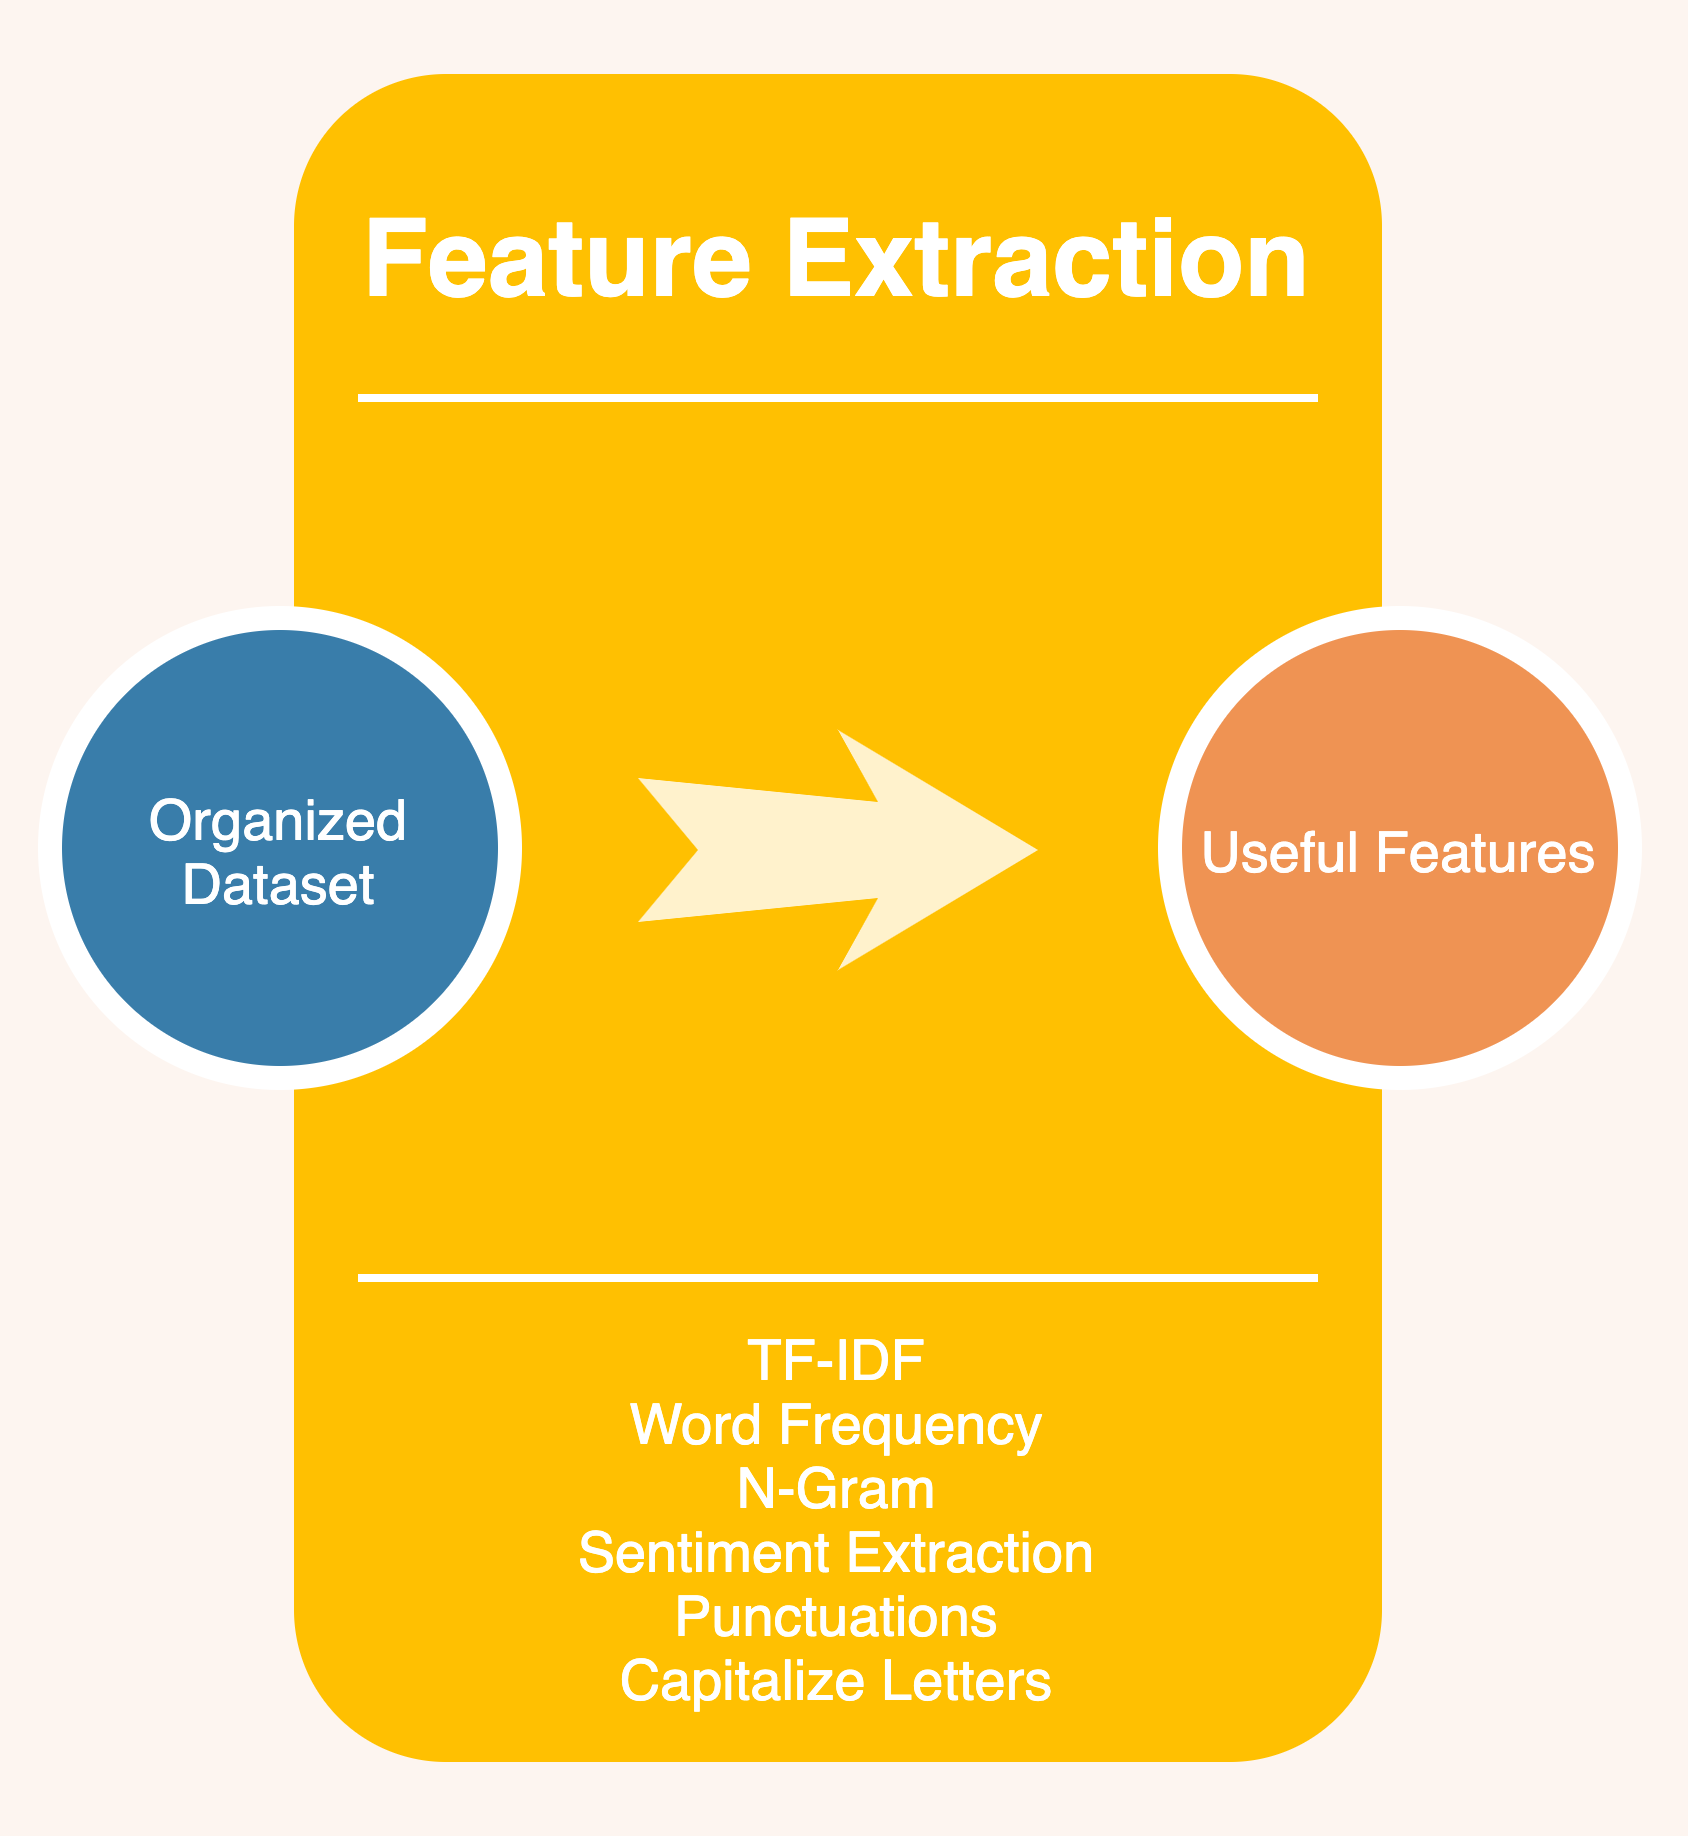 Feature Extraction
Organized
Dataset
Useful Features
TF-IDF
Word Frequency
N-Gram
Sentiment Extraction
Punctuations
Capitalize Letters